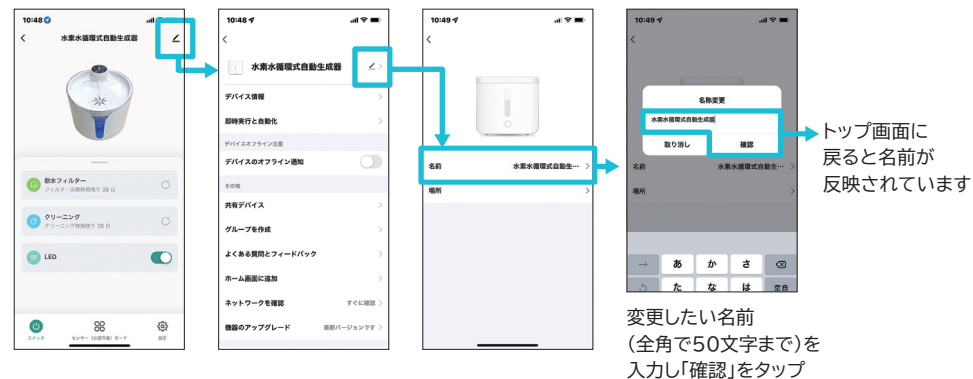 10:48
水素水循環式自動生成器
飲水フィルター
フィルター交換時期残り 28 日
クリーニング
クリーニング時期残り 28 日
LED
スイッチ
モード
設定
10:48
水素水循環式自動生成器
デバイス情報
即時実行と自動化
デバイスオフライン注意
デバイスのオフライン通知
その他
共有デバイス
グループを作成
よくある質問とフィードバック
ホーム画面に追加
ネットワークを確認 すぐに確認
機器のアップグレード 最新バージョンです
10:49
名前 水素水循環式自動生…
場所
10:49
名称変更
水素水循環式自動生成器
取り消し 確認
名前 水素水循環式自動生…
場所
→ あ か さ
た な は 空白
トップ画面に
戻ると名前が
反映されています
変更したい名前
（全角で50文字まで）を
入力し「確認」をタップ